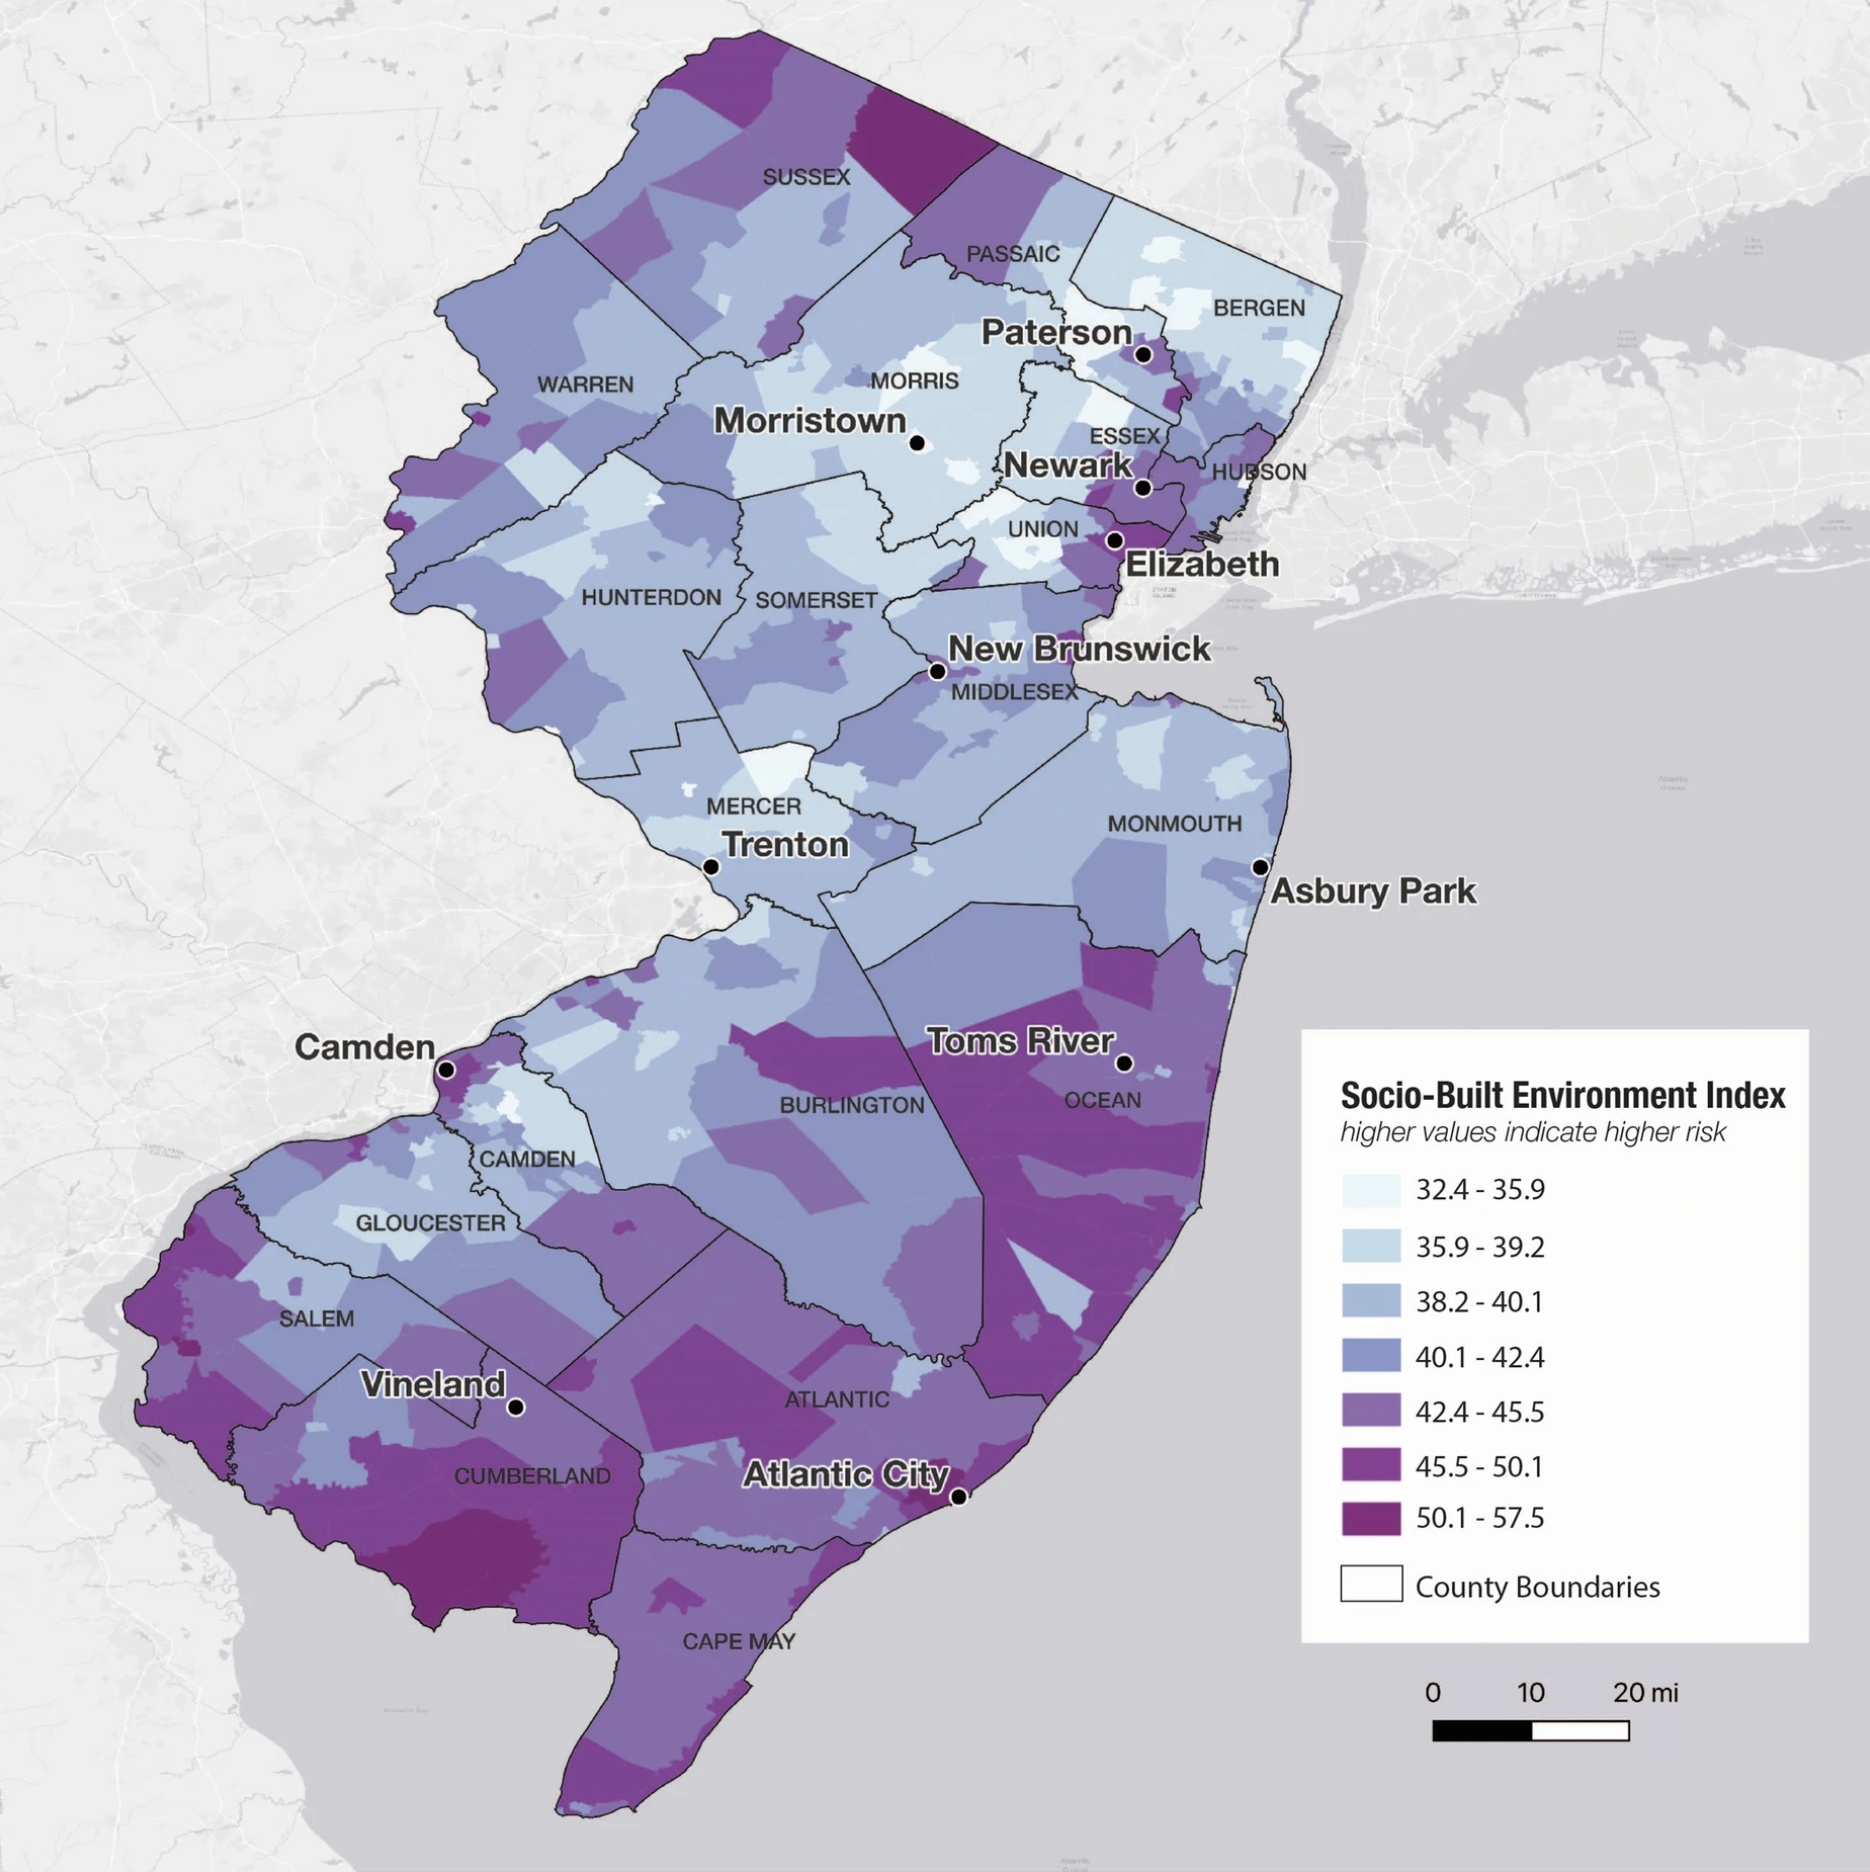 SUSSEX
PASSAIC
BERGEN
Paterson
WARREN
MORRIS
Morristown
ESSEX
Newark
HUDSON
UNION
Elizabeth
HUNTERDON
SOMERSET
New Brunswick
MIDDLESEX
MERCER
MONMOUTH
Trenton
Asbury Park
Camden
Toms River
OCEAN
BURLINGTON
CAMDEN
GLOUCESTER
SALEM
Vineland
ATLANTIC
CUMBERLAND
Atlantic City
CAPE MAY
Socio-Built Environment Index
higher values indicate higher risk
32.4 - 35.9
35.9 - 39.2
38.2 - 40.1
40.1 - 42.4
42.4 - 45.5
45.5 - 50.1
50.1 - 57.5
County Boundaries
0 10 20 mi